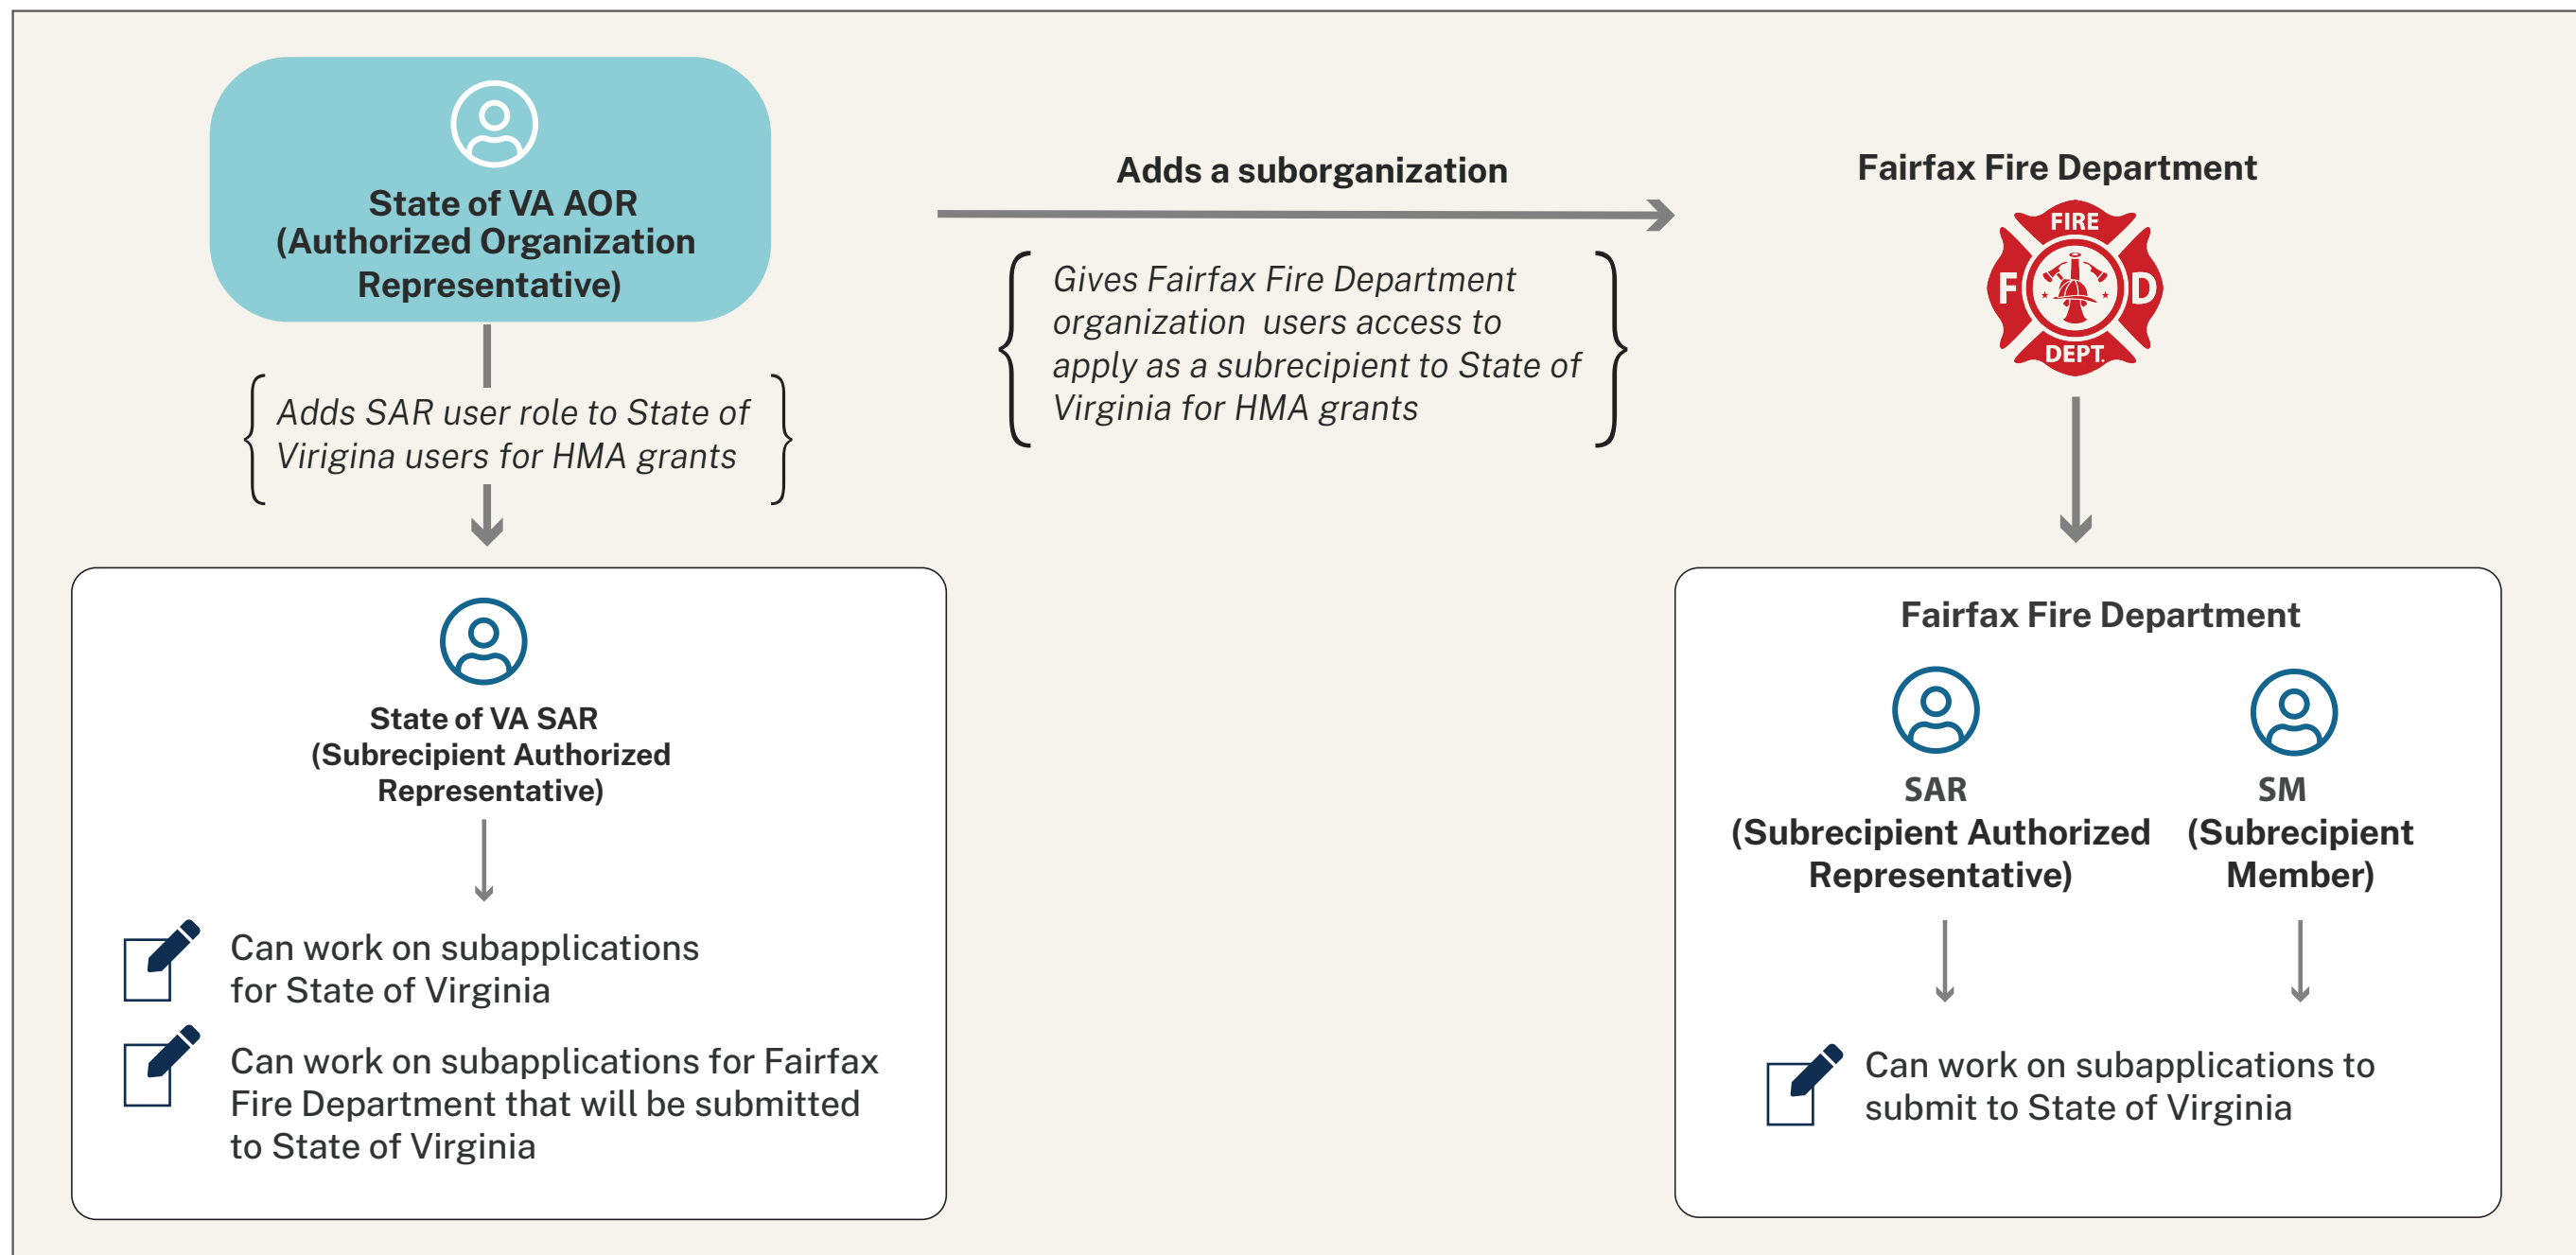 State of VA AOR
(Authorized Organization
Representative)
Adds SAR user role to State of
Virigina users for HMA grants
Adds a suborganization
Gives Fairfax Fire Department
organization  users access to
apply as a subrecipient to State of
Virginia for HMA grants
Fairfax Fire Department
FIRE
F D
DEPT.
State of VA SAR
(Subrecipient Authorized
Representative)
Can work on subapplications
for State of Virginia
Can work on subapplications for Fairfax
Fire Department that will be submitted
to State of Virginia
Fairfax Fire Department
SAR
(Subrecipient Authorized
Representative)
SM
(Subrecipient
Member)
Can work on subapplications to
submit to State of Virginia